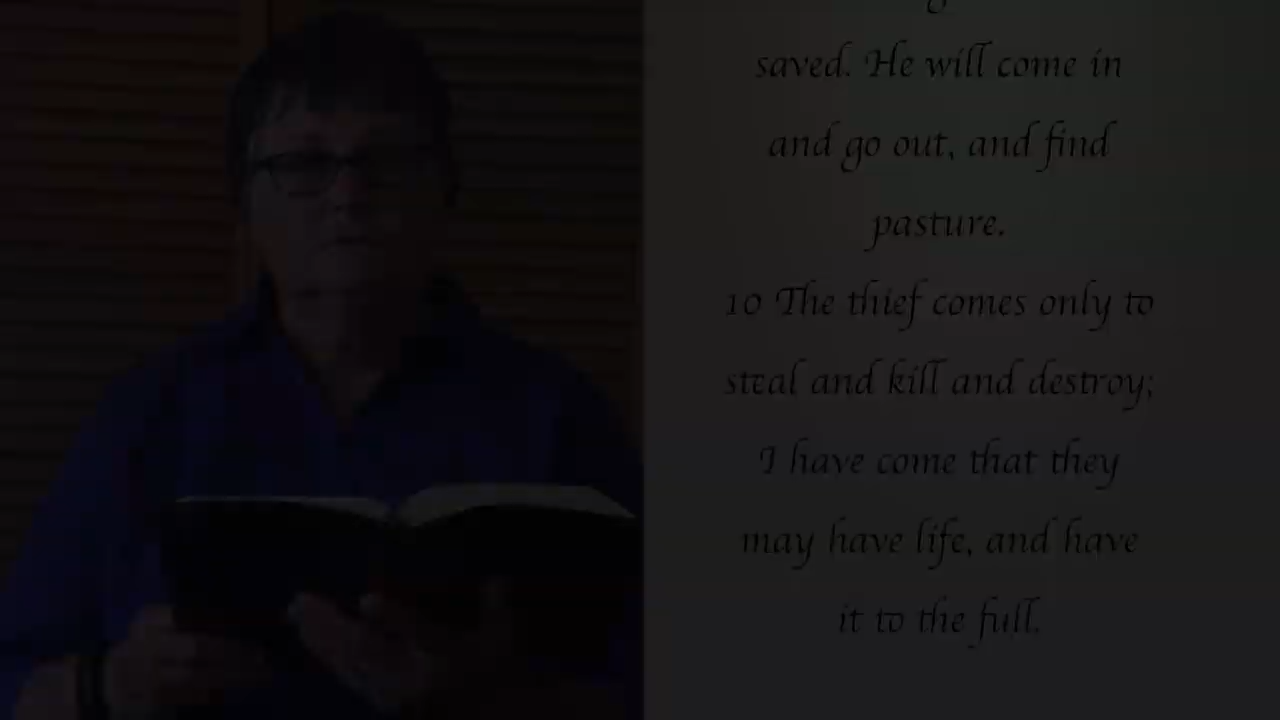 saved. He will come in
and go out, and find
pasture.
10 The thief comes only to
steal and kill and destroy;
I have come that they
may have life, and have
it to the full.